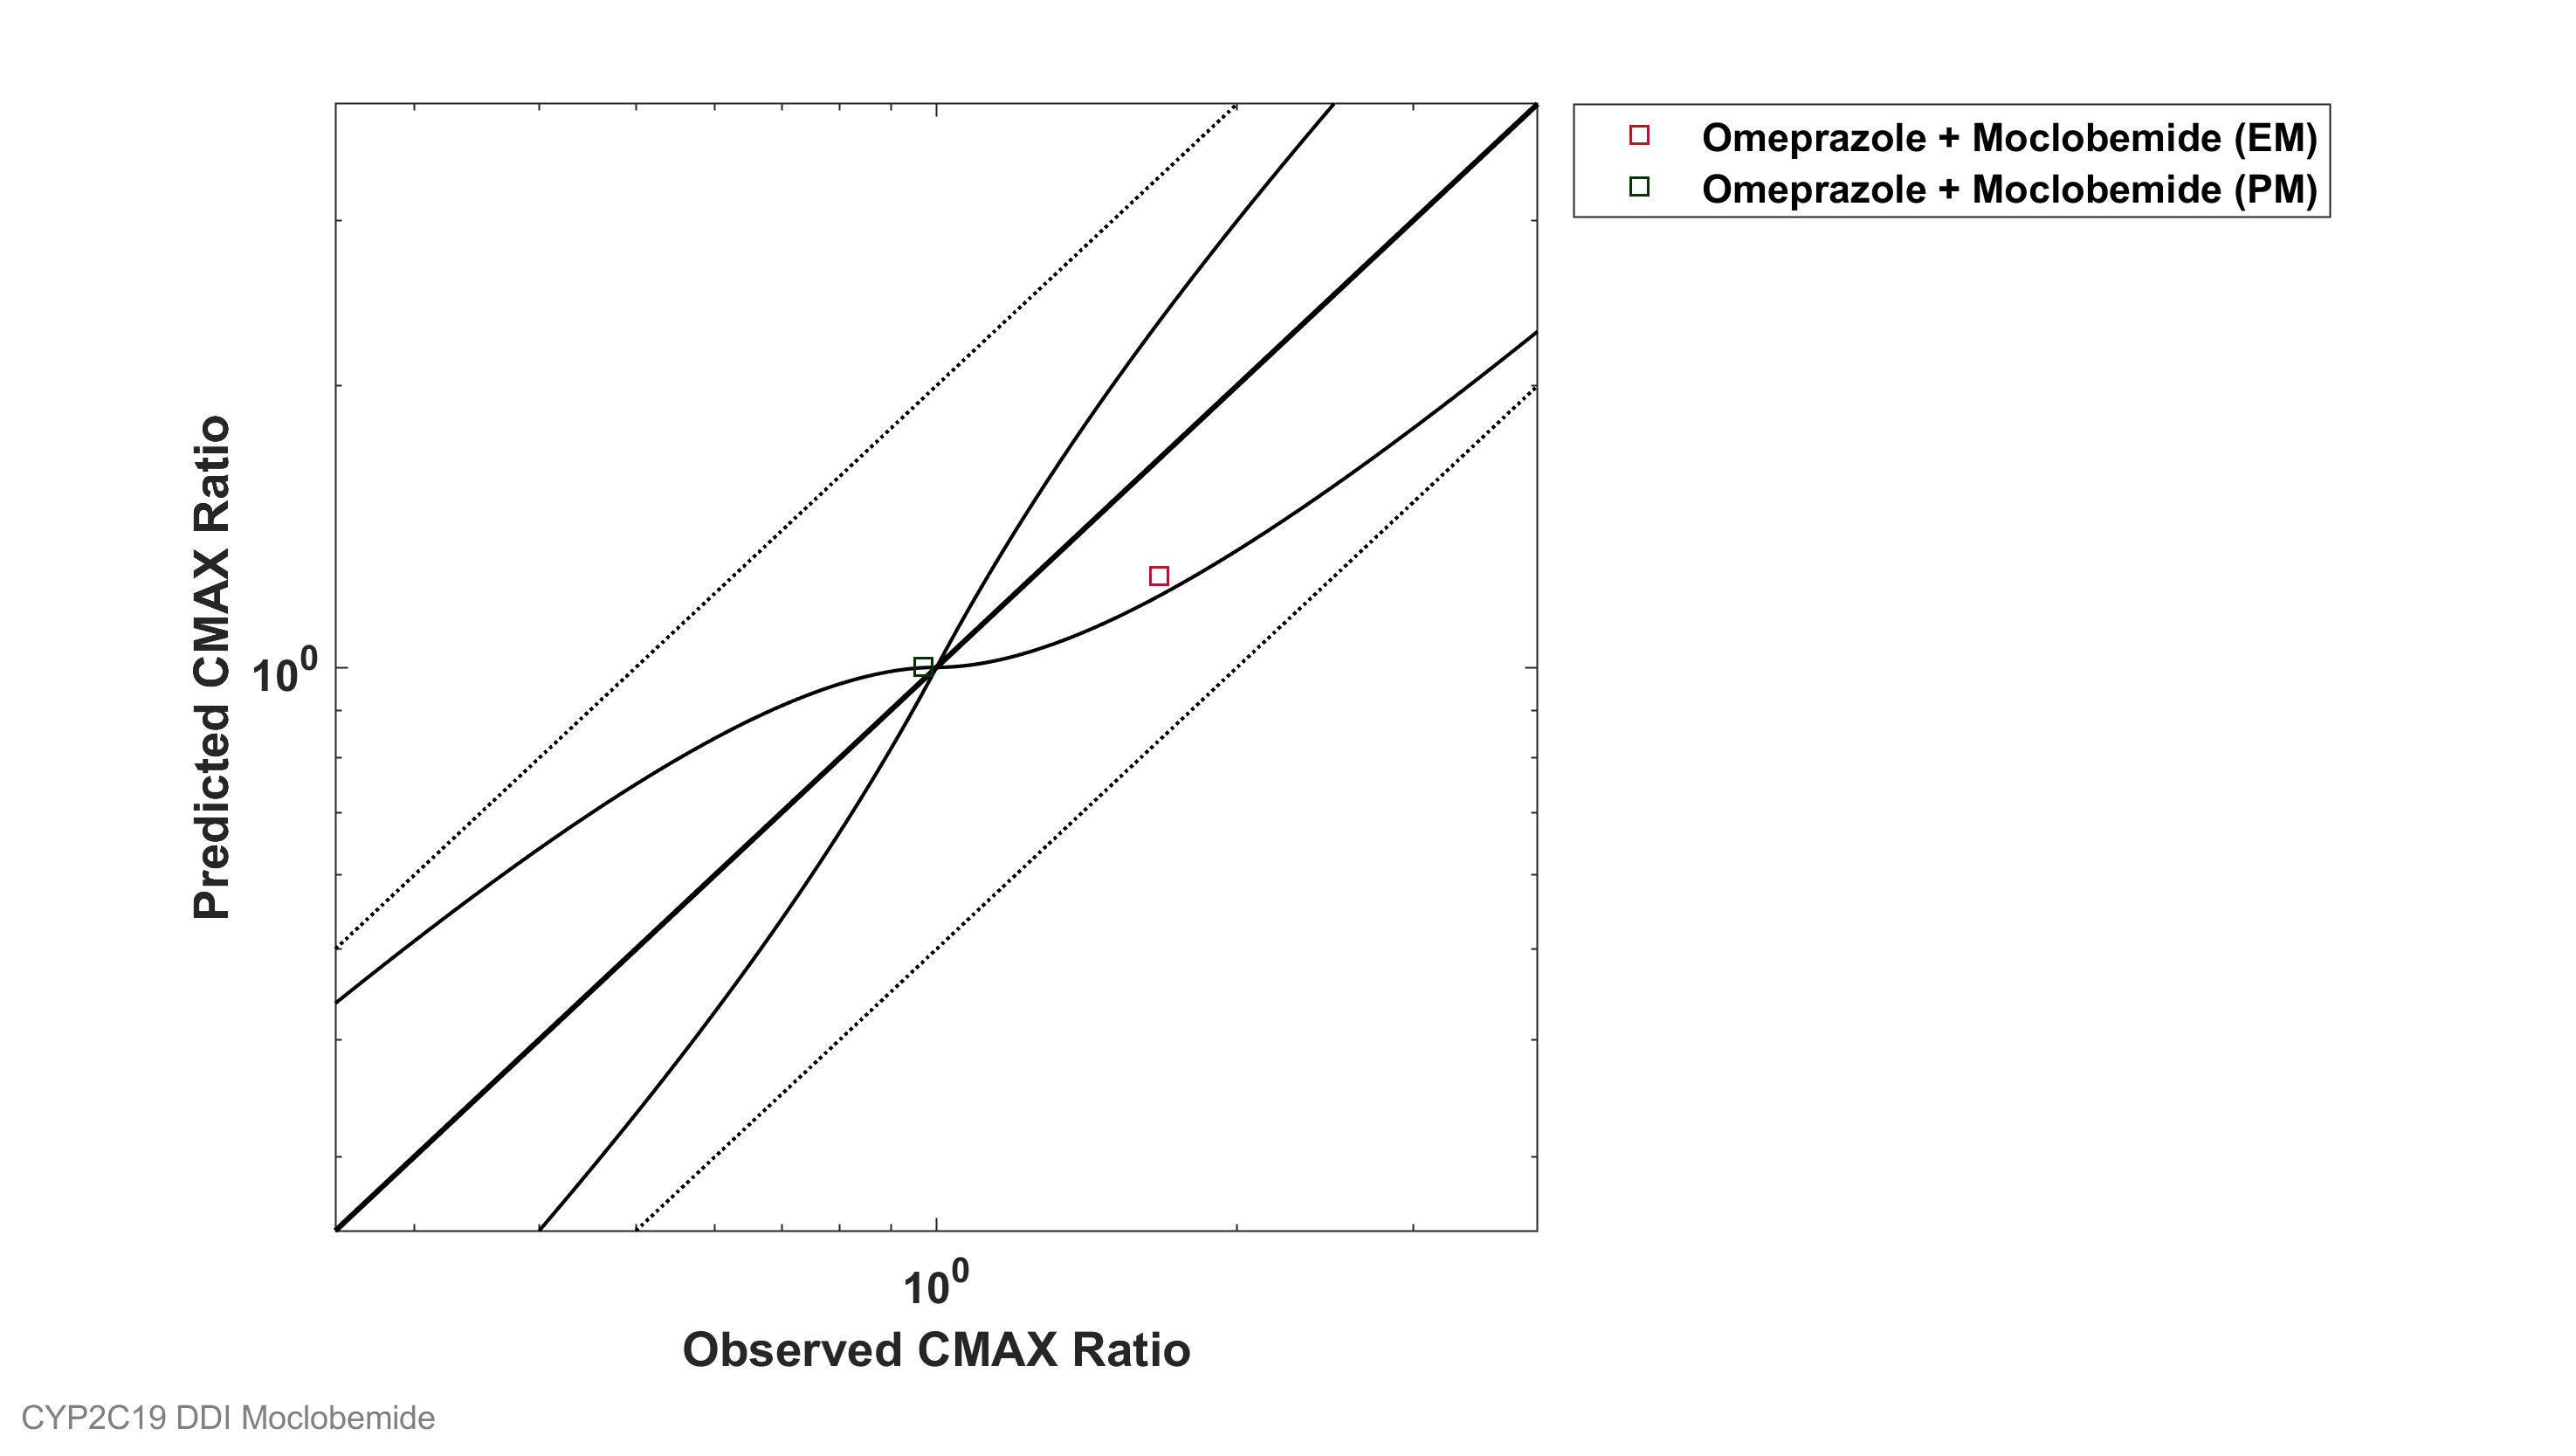 Omeprazole + Moclobemide (EM)
Omeprazole + Moclobemide (PM)
Predicted CMAX Ratio
10^0
10^0
Observed CMAX Ratio
CYP2C19 DDI Moclobemide